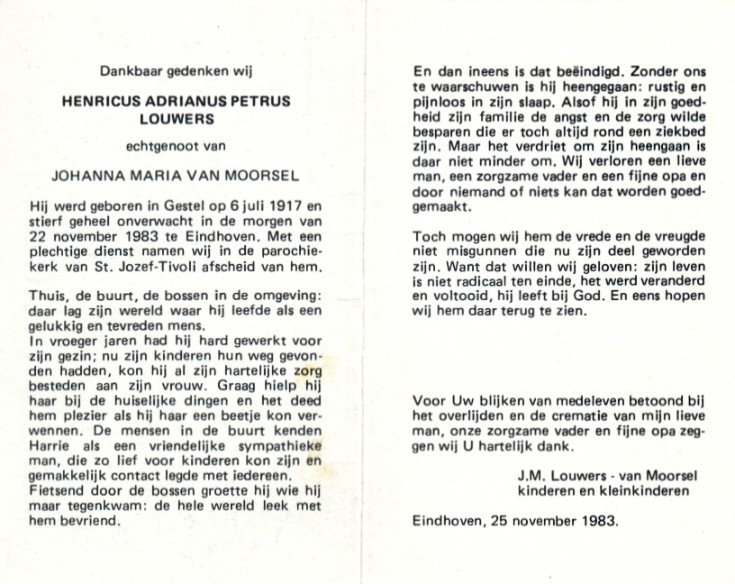 Dankbaar gedenken wij
HENRICUS ADRIANUS PETRUS
LOUWERS
echtgenoot van
JOHANNA MARIA VAN MOORSEL
Hij werd geboren in Gestel op 6 juli 1917 en
stierf geheel onverwacht in de morgen van
22 november 1983 te Eindhoven. Met een
plechtige dienst namen wij in de parochie-
kerk van St. Jozef-Tivoli afscheid van hem.
Thuis, de buurt, de bossen in de omgeving:
daar lag zijn wereld waar hij leefde als een
gelukkig en tevreden mens.
In vroeger jaren had hij hard gewerkt voor
zijn gezin; nu zijn kinderen hun weg gevon-
den hadden, kon hij al zijn hartelijke zorg
besteden aan zijn vrouw. Graag hielp hij
haar bij de huiselijke dingen en het deed
hem plezier als hij haar een beetje kon ver-
wennen. De mensen in de buurt kenden
Harrie als een vriendelijke sympathieke
man, die zo lief voor kinderen kon zijn en
gemakkelijk contact legde met iedereen.
Fietsend door de bossen groette hij wie hij
maar tegenkwam: de hele wereld leek met
hem bevriend.
En dan ineens is dat beëindigd. Zonder ons
te waarschuwen is hij heengegaan: rustig en
pijnloos in zijn slaap. Alsof hij in zijn goed-
heid zijn familie de angst en de zorg wilde
besparen die er toch altijd rond een ziekbed
zijn. Maar het verdriet om zijn heengaan is
daar niet minder om. Wij verloren een lieve
man, een zorgzame vader en een fijne opa en
door niemand of niets kan dat worden goed-
gemaakt.
Toch mogen wij hem de vrede en de vreugde
niet misgunnen die nu zijn deel geworden
zijn. Want dat willen wij geloven: zijn leven
is niet radicaal ten einde, het werd veranderd
en voltooid, hij leeft bij God. En eens hopen
wij hem daar terug te zien.
Voor Uw blijken van medeleven betoond bij
het overlijden en de crematie van mijn lieve
man, onze zorgzame vader en fijne opa zeg-
gen wij U hartelijk dank.
J.M. Louwers - van Moorsel
kinderen en kleinkinderen
Eindhoven, 25 november 1983.